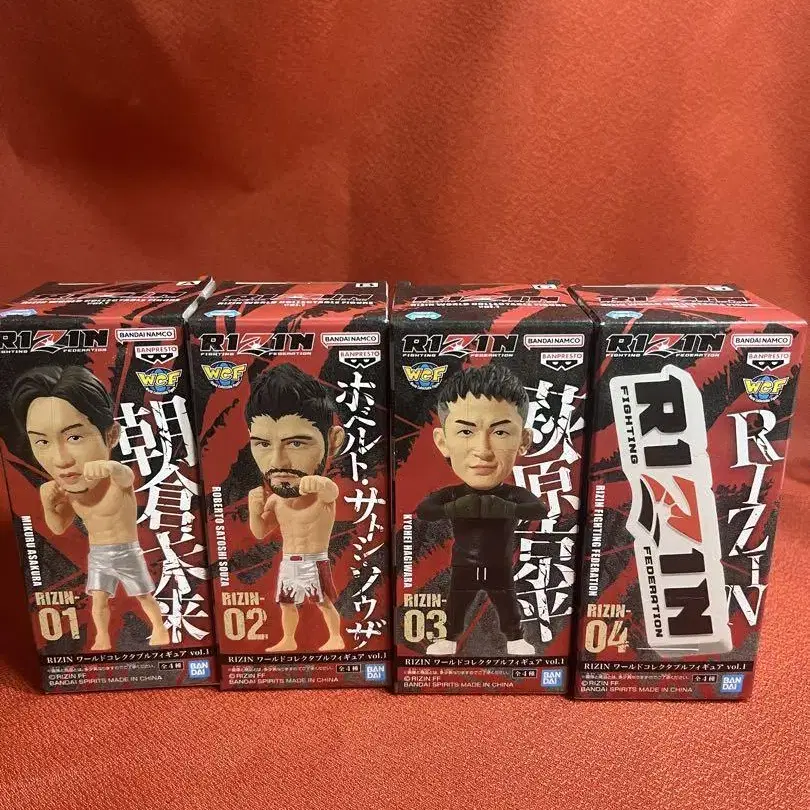 RIZIN
FIGHTING FEDERATION
BANDAI NAMCO
BANPRESTO
WCF
朝倉未来
MIKURU ASAKURA
RIZIN-
01
RIZIN ワールドコレクタブルフィギュア vol.1
全4種
©RIZIN FF
BANDAI SPIRITS MADE IN CHINA
BAN
DAI
RIZIN
FIGHTING FEDERATION
BANDAI NAMCO
BANPRESTO
WCF
ホベルト・サトシ・ソウザ
ROBERTO SATOSHI SOUZA
RIZIN-
02
RIZIN ワールドコレクタブルフィギュア vol.1
全4種
©RIZIN FF
BANDAI SPIRITS MADE IN CHINA
BAN
DAI
RIZIN
FIGHTING FEDERATION
BANDAI NAMCO
BANPRESTO
WCF
萩原京平
KYOHEI HAGIWARA
RIZIN-
03
RIZIN ワールドコレクタブルフィギュア vol.1
全4種
©RIZIN FF
BANDAI SPIRITS MADE IN CHINA
BAN
DAI
BANDAI NAMCO
BANPRESTO
WCF
RIZIN
FIGHTING
FEDERATION
RIZIN
RIZIN FIGHTING FEDERATION
RIZIN-
04
RIZIN ワールドコレクタブルフィギュア vol.1
全4種
©RIZIN FF
BANDAI SPIRITS MADE IN CHINA
BAN
DAI